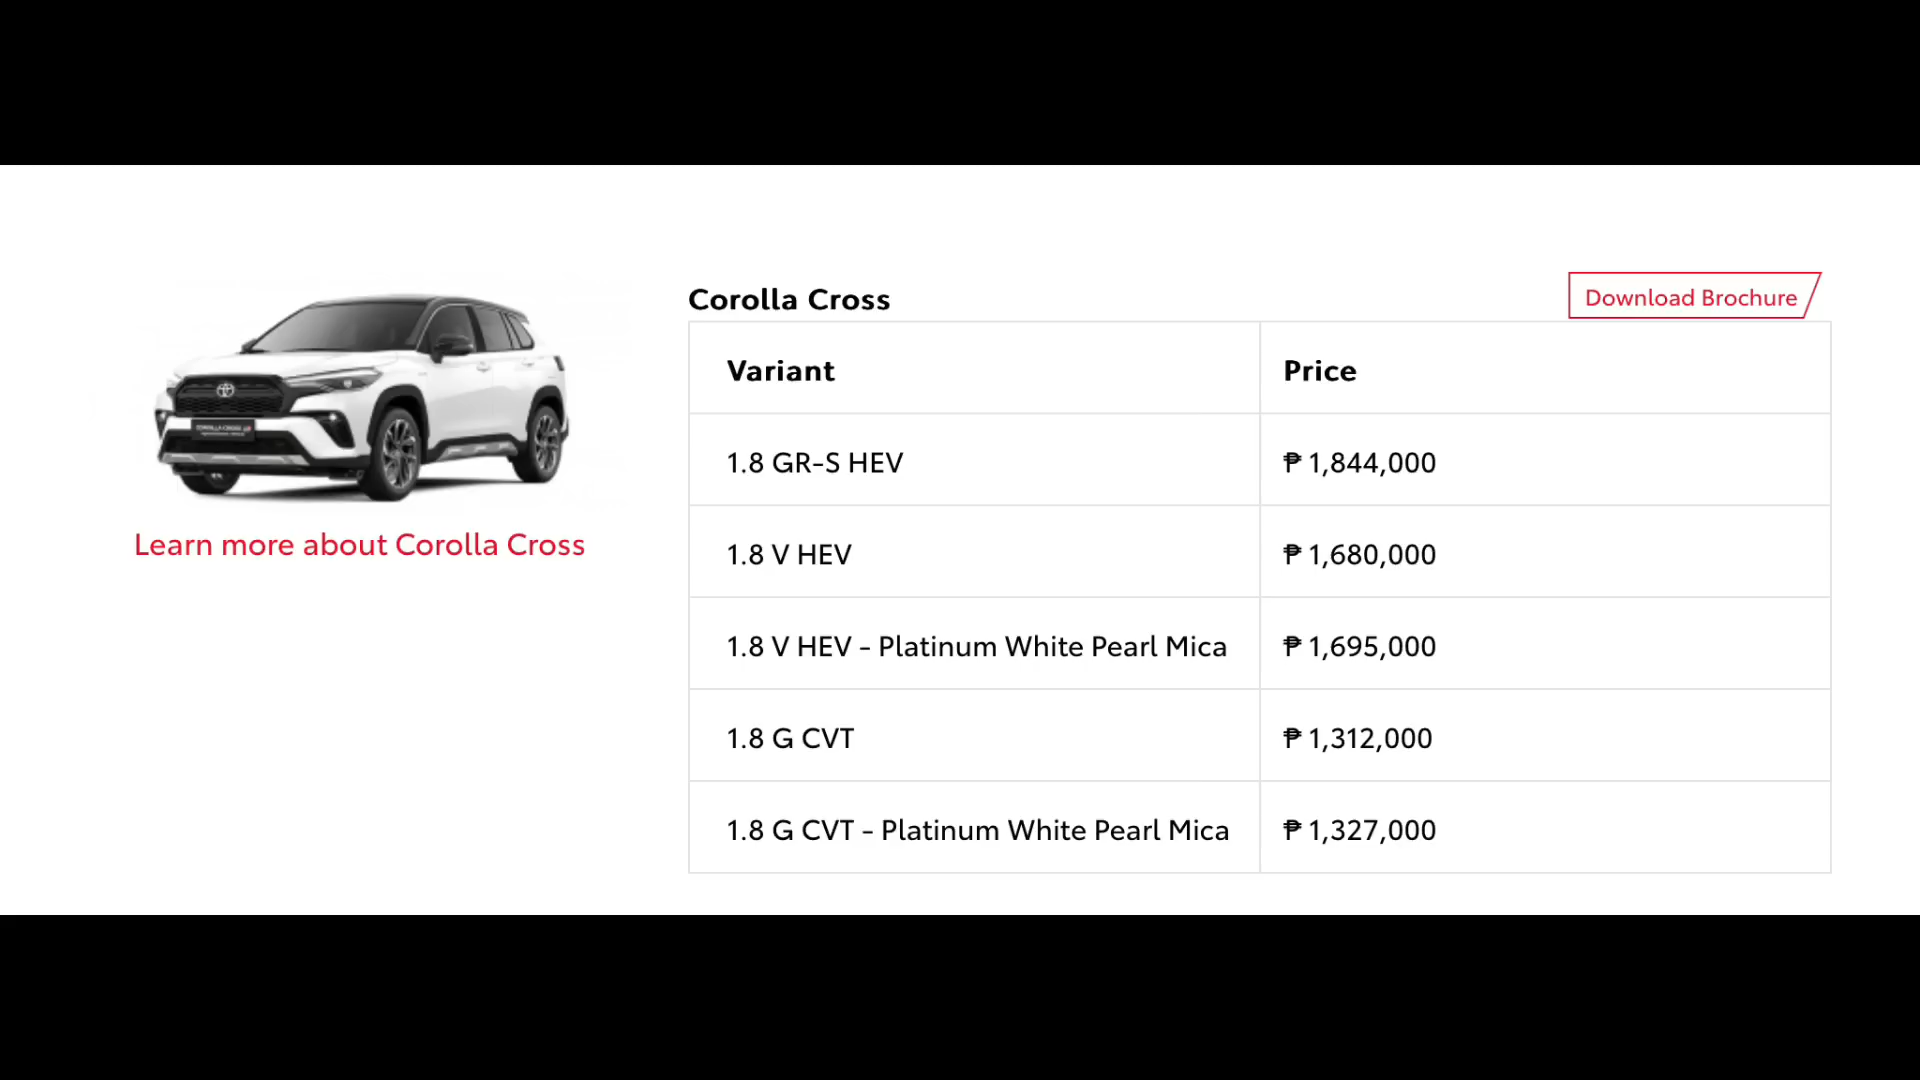 Corolla Cross
Download Brochure
Variant Price
1.8 GR-S HEV ₱ 1,844,000
1.8 V HEV ₱ 1,680,000
1.8 V HEV - Platinum White Pearl Mica ₱ 1,695,000
1.8 G CVT ₱ 1,312,000
1.8 G CVT - Platinum White Pearl Mica ₱ 1,327,000
COROLLA CROSS
Learn more about Corolla Cross